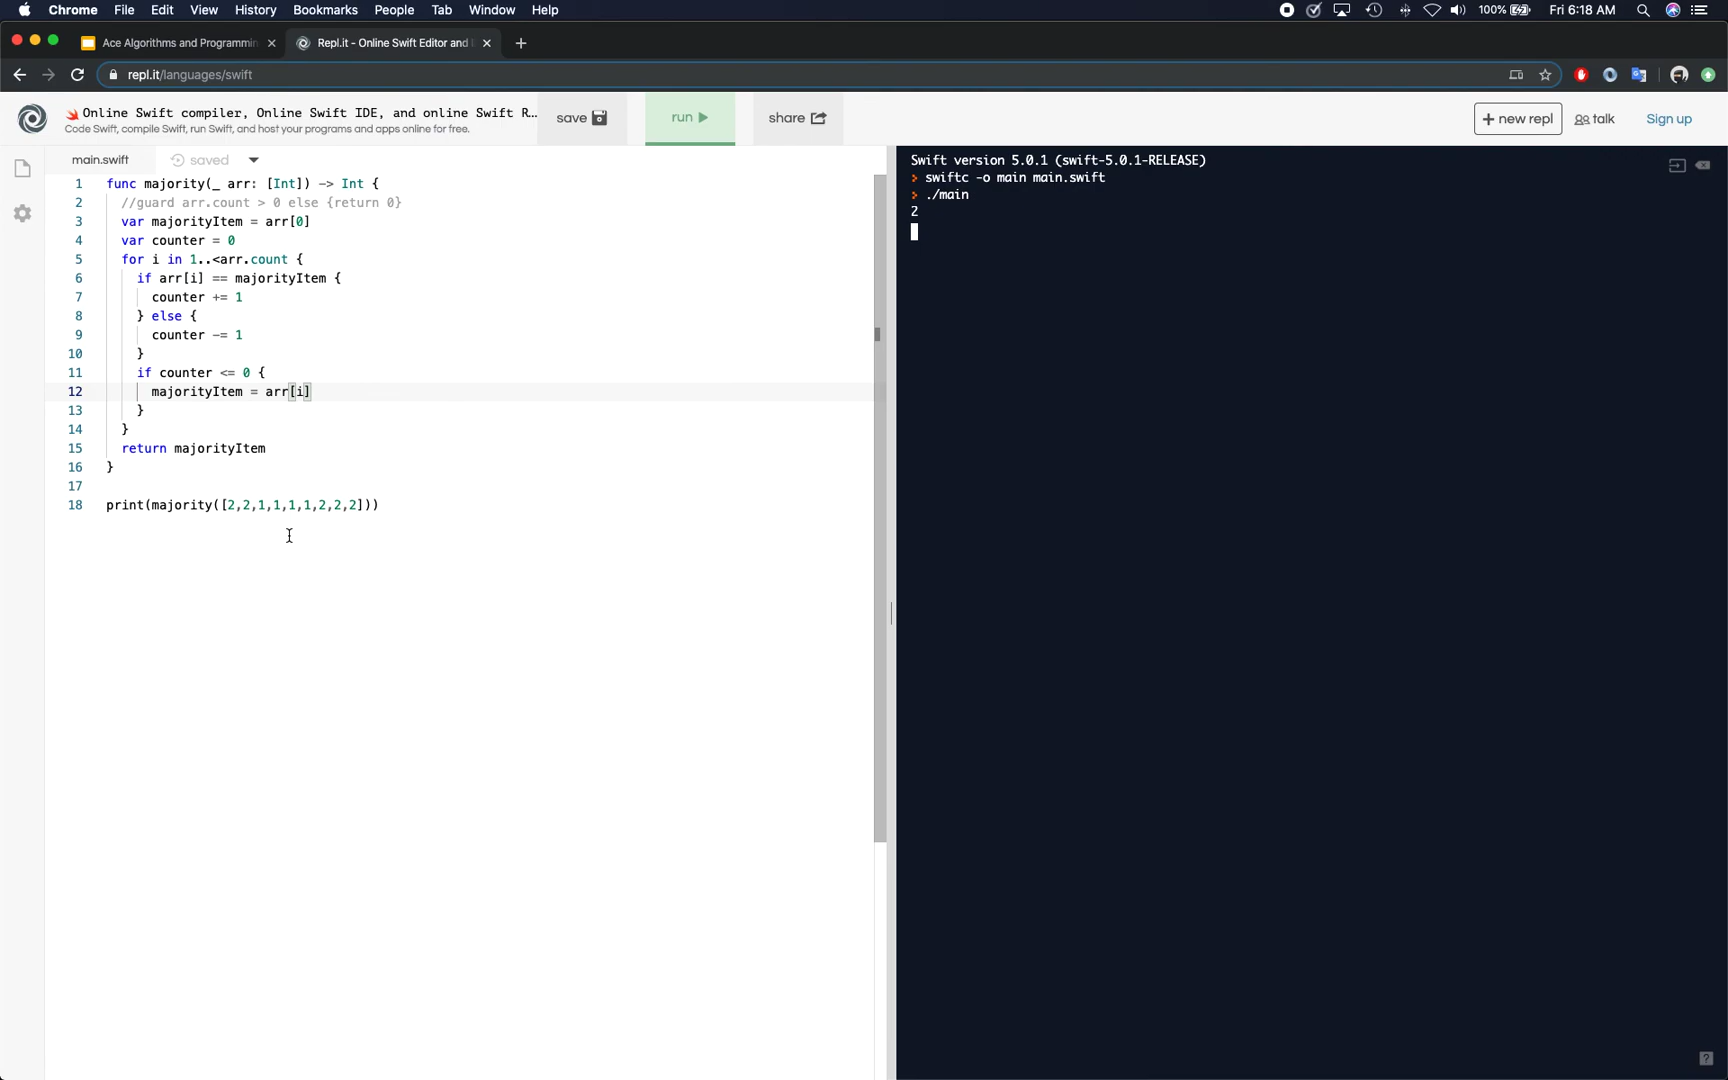 Chrome File Edit View History Bookmarks People Tab Window Help 100% Fri 6:18 AM
Ace Algorithms and Programmin
Repl.it - Online Swift Editor and
repl.it/languages/swift
Online Swift compiler, Online Swift IDE, and online Swift R...
Code Swift, compile Swift, run Swift, and host your programs and apps online for free.
save
run
share
+ new repl
talk
Sign up
main.swift
saved
1 func majority(_ arr: [Int]) -> Int {
2 //guard arr.count > 0 else {return 0}
3 var majorityItem = arr[0]
4 var counter = 0
5 for i in 1..<arr.count {
6 if arr[i] == majorityItem {
7 counter += 1
8 } else {
9 counter -= 1
10 }
11 if counter <= 0 {
12 majorityItem = arr[i]
13 }
14 }
15 return majorityItem
16 }
17
18 print(majority([2,2,1,1,1,1,2,2,2]))
Swift version 5.0.1 (swift-5.0.1-RELEASE)
> swiftc -o main main.swift
> ./main
2
?